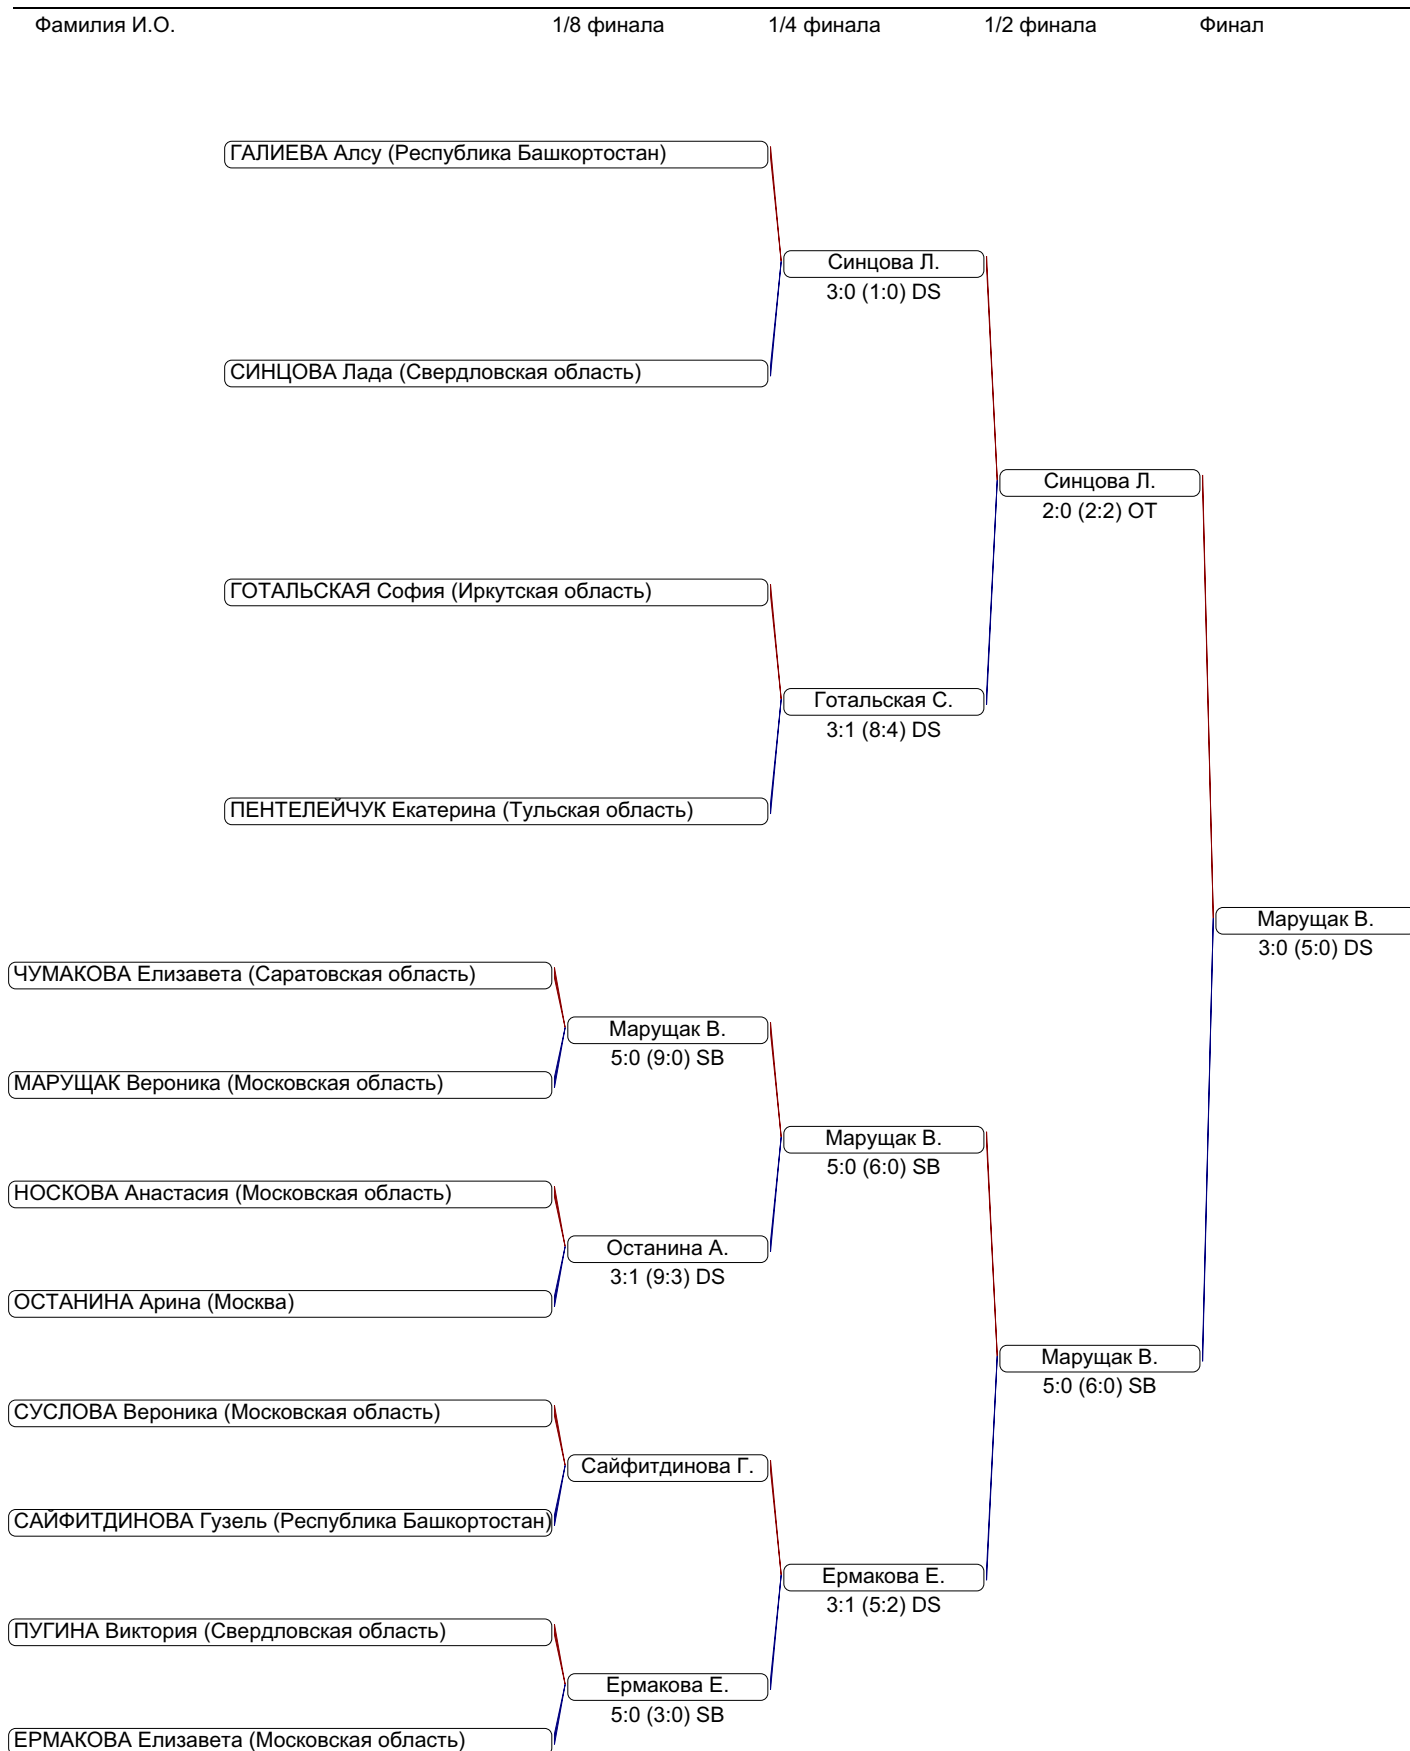 Фамилия И.О. 1/8 финала 1/4 финала 1/2 финала Финал
ГАЛИЕВА Алсу (Республика Башкортостан)
Синцова Л.
3:0 (1:0) DS
СИНЦОВА Лада (Свердловская область)
Синцова Л.
2:0 (2:2) OT
ГОТАЛЬСКАЯ София (Иркутская область)
Готальская С.
3:1 (8:4) DS
ПЕНТЕЛЕЙЧУК Екатерина (Тульская область)
Марущак В.
3:0 (5:0) DS
ЧУМАКОВА Елизавета (Саратовская область)
Марущак В.
5:0 (9:0) SB
МАРУЩАК Вероника (Московская область)
Марущак В.
5:0 (6:0) SB
НОСКОВА Анастасия (Московская область)
Останина А.
3:1 (9:3) DS
ОСТАНИНА Арина (Москва)
Марущак В.
5:0 (6:0) SB
СУСЛОВА Вероника (Московская область)
Сайфитдинова Г.
САЙФИТДИНОВА Гузель (Республика Башкортостан)
Ермакова Е.
3:1 (5:2) DS
ПУГИНА Виктория (Свердловская область)
Ермакова Е.
5:0 (3:0) SB
ЕРМАКОВА Елизавета (Московская область)